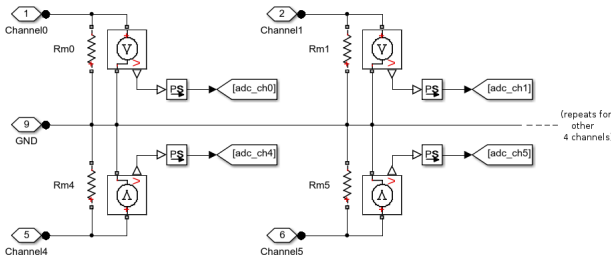 1
Channel0
Rm0
V
PS
[adc_ch0]
2
Channel1
Rm1
V
PS
[adc_ch1]
9
GND
(repeats for
other
4 channels
Rm4
V
PS
[adc_ch4]
5
Channel4
Rm5
V
PS
[adc_ch5]
6
Channel5